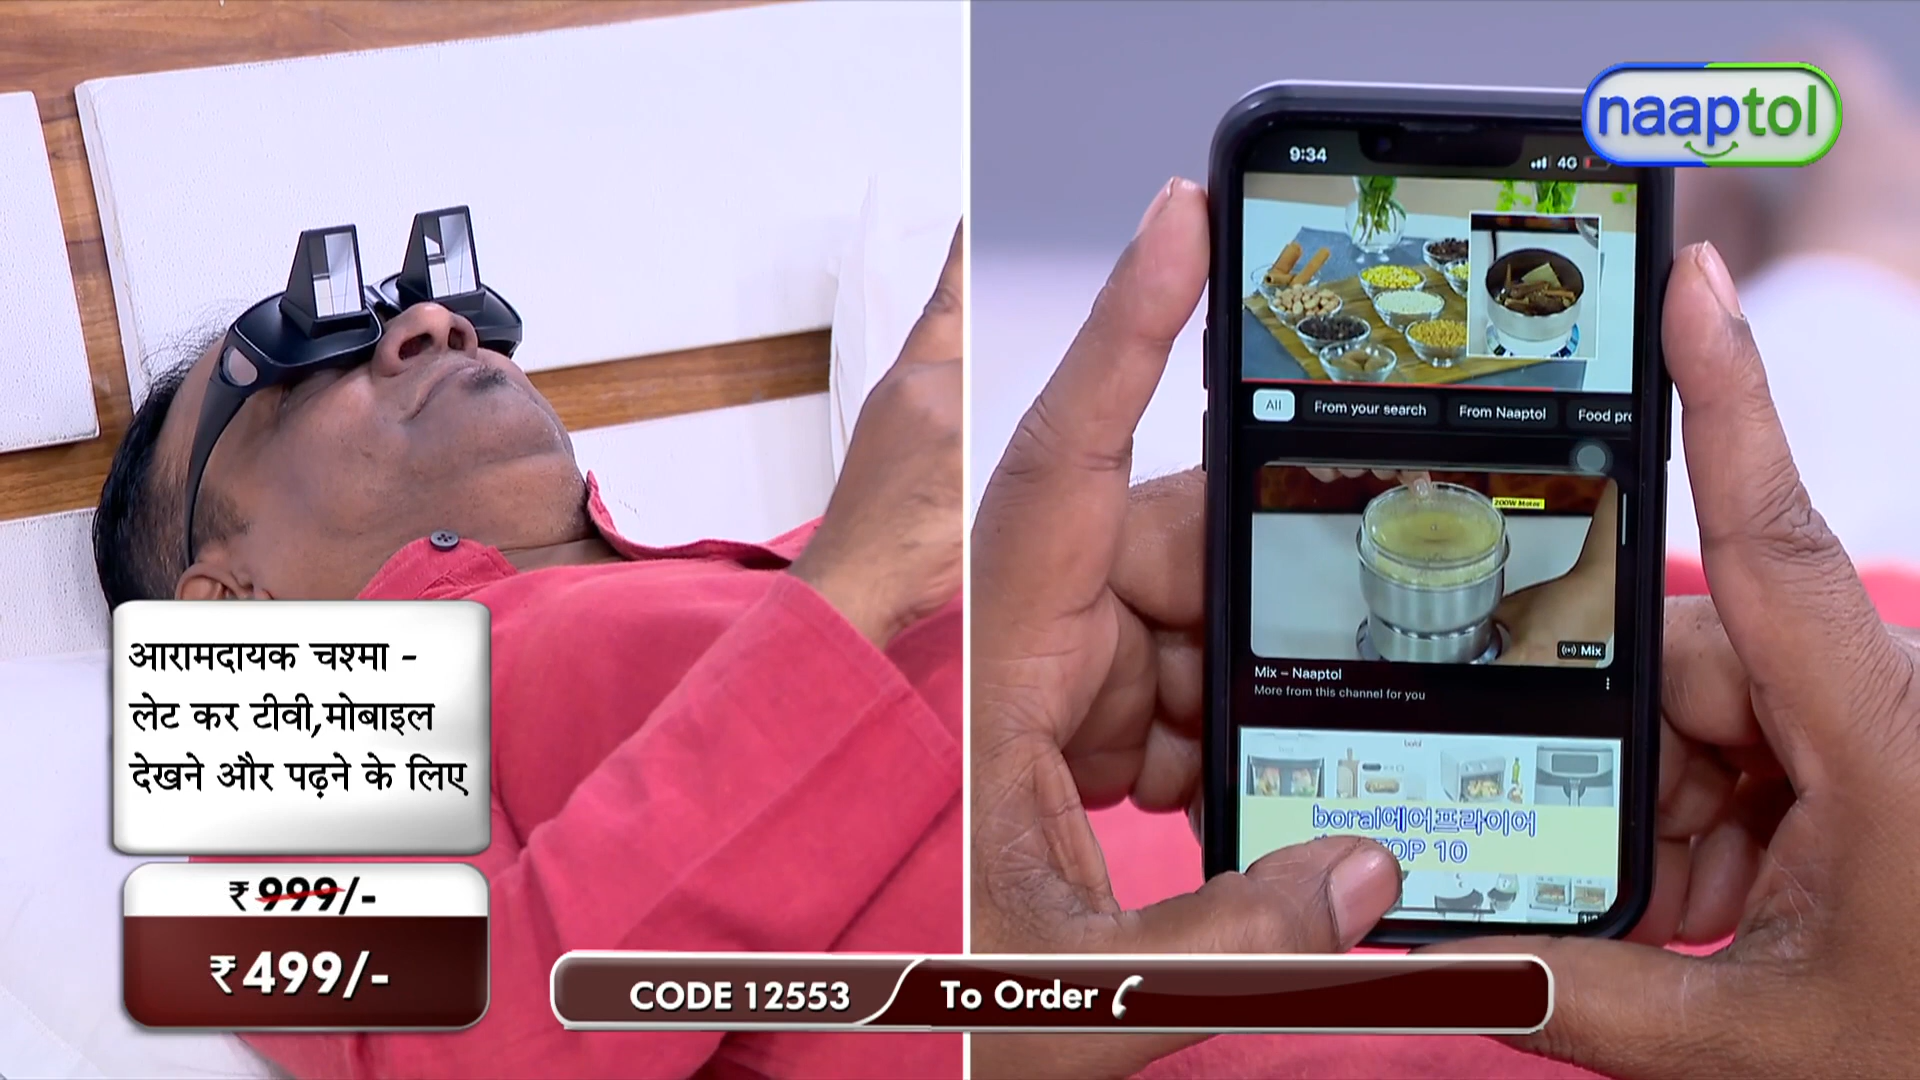 naaptol
9:34
4G
All
From your search
From Naaptol
Food pr
200W Motor
Mix
Mix – Naaptol
More from this channel for you
boral에어프라이어
TOP 10
आरामदायक चश्मा -
लेट कर टीवी,मोबाइल
देखने और पढ़ने के लिए
₹999/-
₹499/-
CODE 12553
To Order